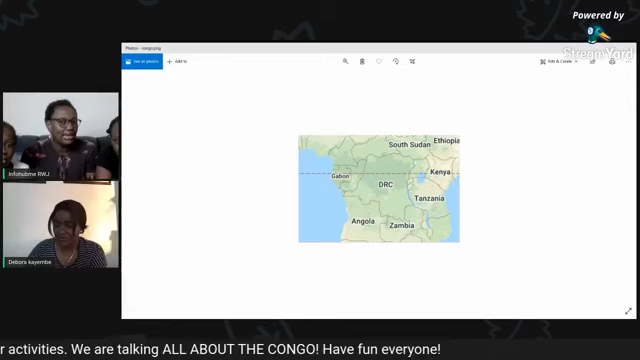 Powered by
StreamYard
Photos - congo.png
See all photos
Add to
Edit & Create
South Sudan
Ethiopia
Gabon
DRC
Kenya
Tanzania
Angola
Zambia
Infohubme RWJ
Debora kayembe
r activities. We are talking ALL ABOUT THE CONGO! Have fun everyone!